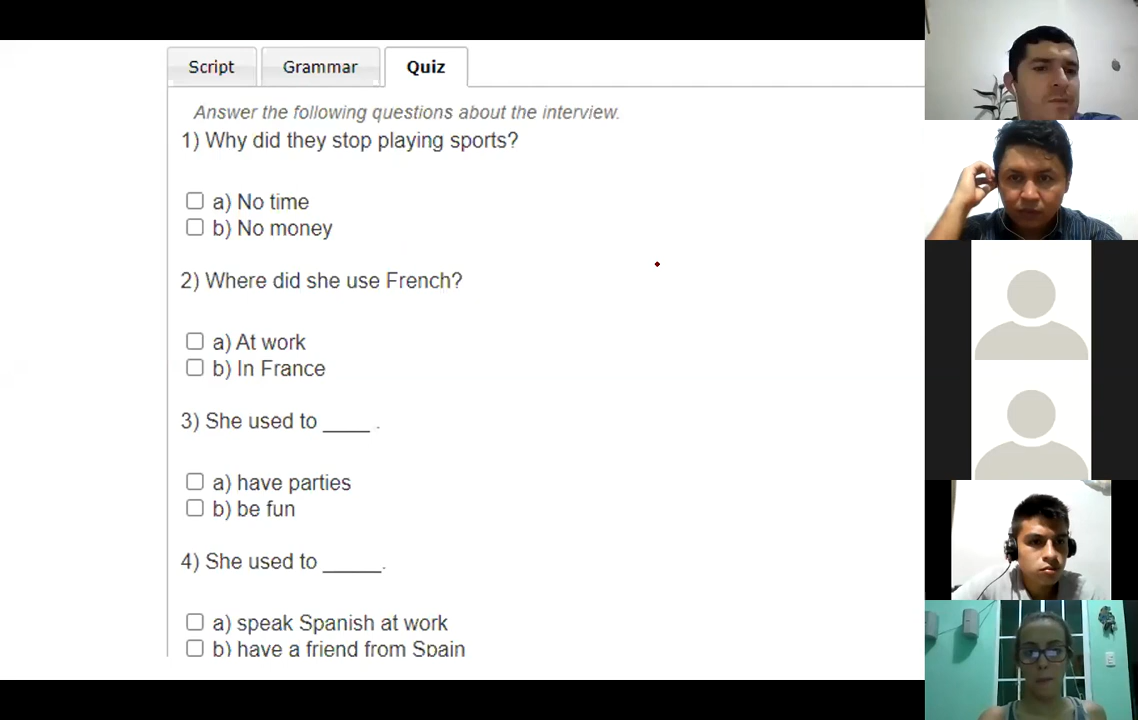 Script Grammar Quiz
Answer the following questions about the interview.
1) Why did they stop playing sports?
a) No time
b) No money
2) Where did she use French?
a) At work
b) In France
3) She used to ____ .
a) have parties
b) be fun
4) She used to _____.
a) speak Spanish at work
b) have a friend from Spain